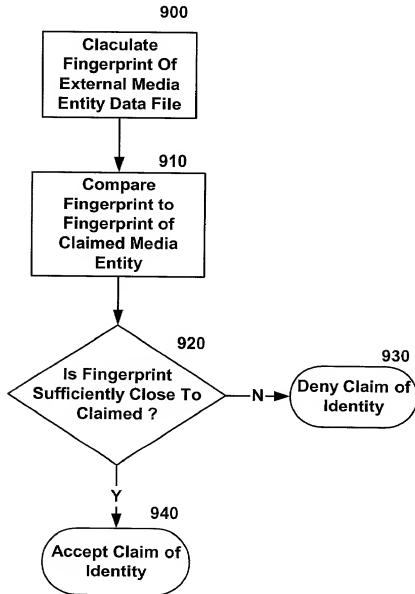 900
Claculate
Fingerprint Of
External Media
Entity Data File
910
Compare
Fingerprint to
Fingerprint of
Claimed Media
Entity
920
Is Fingerprint
Sufficiently Close To
Claimed ?
N
930
Deny Claim of
Identity
Y
940
Accept Claim of
Identity